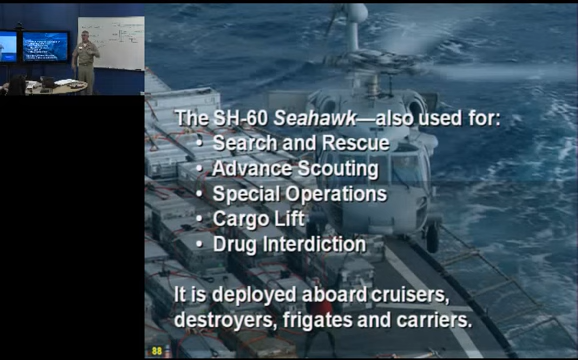 The SH-60 Seahawk—also used for:
• Search and Rescue
• Advance Scouting
• Special Operations
• Cargo Lift
• Drug Interdiction
It is deployed aboard cruisers,
destroyers, frigates and carriers.
88